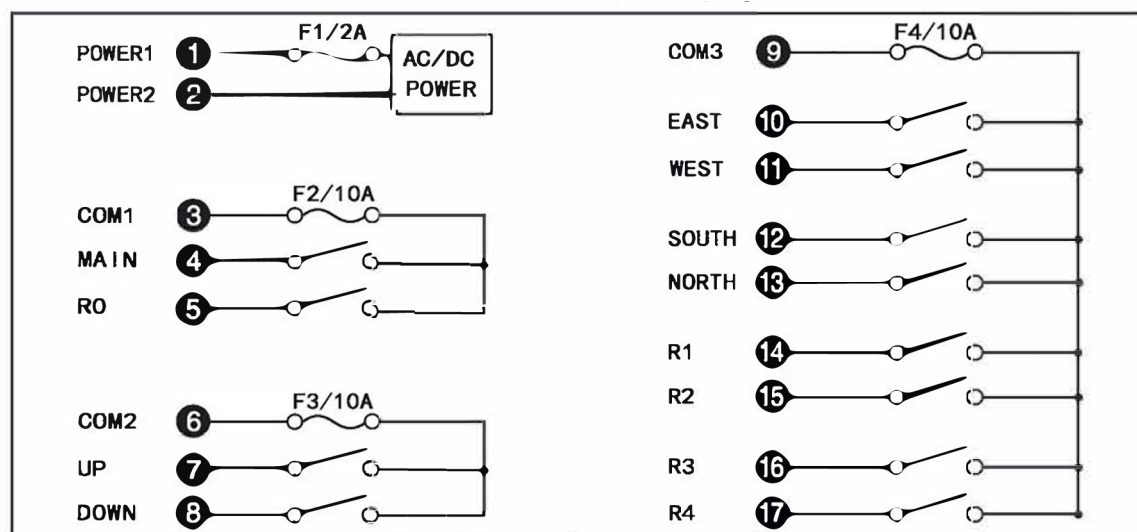 F1/2A
POWER1 1 AC/DC
POWER2 2 POWER
F2/10A
COM1 3
MAIN 4
R0 5
F3/10A
COM2 6
UP 7
DOWN 8
F4/10A
COM3 9
EAST 10
WEST 11
SOUTH 12
NORTH 13
R1 14
R2 15
R3 16
R4 17